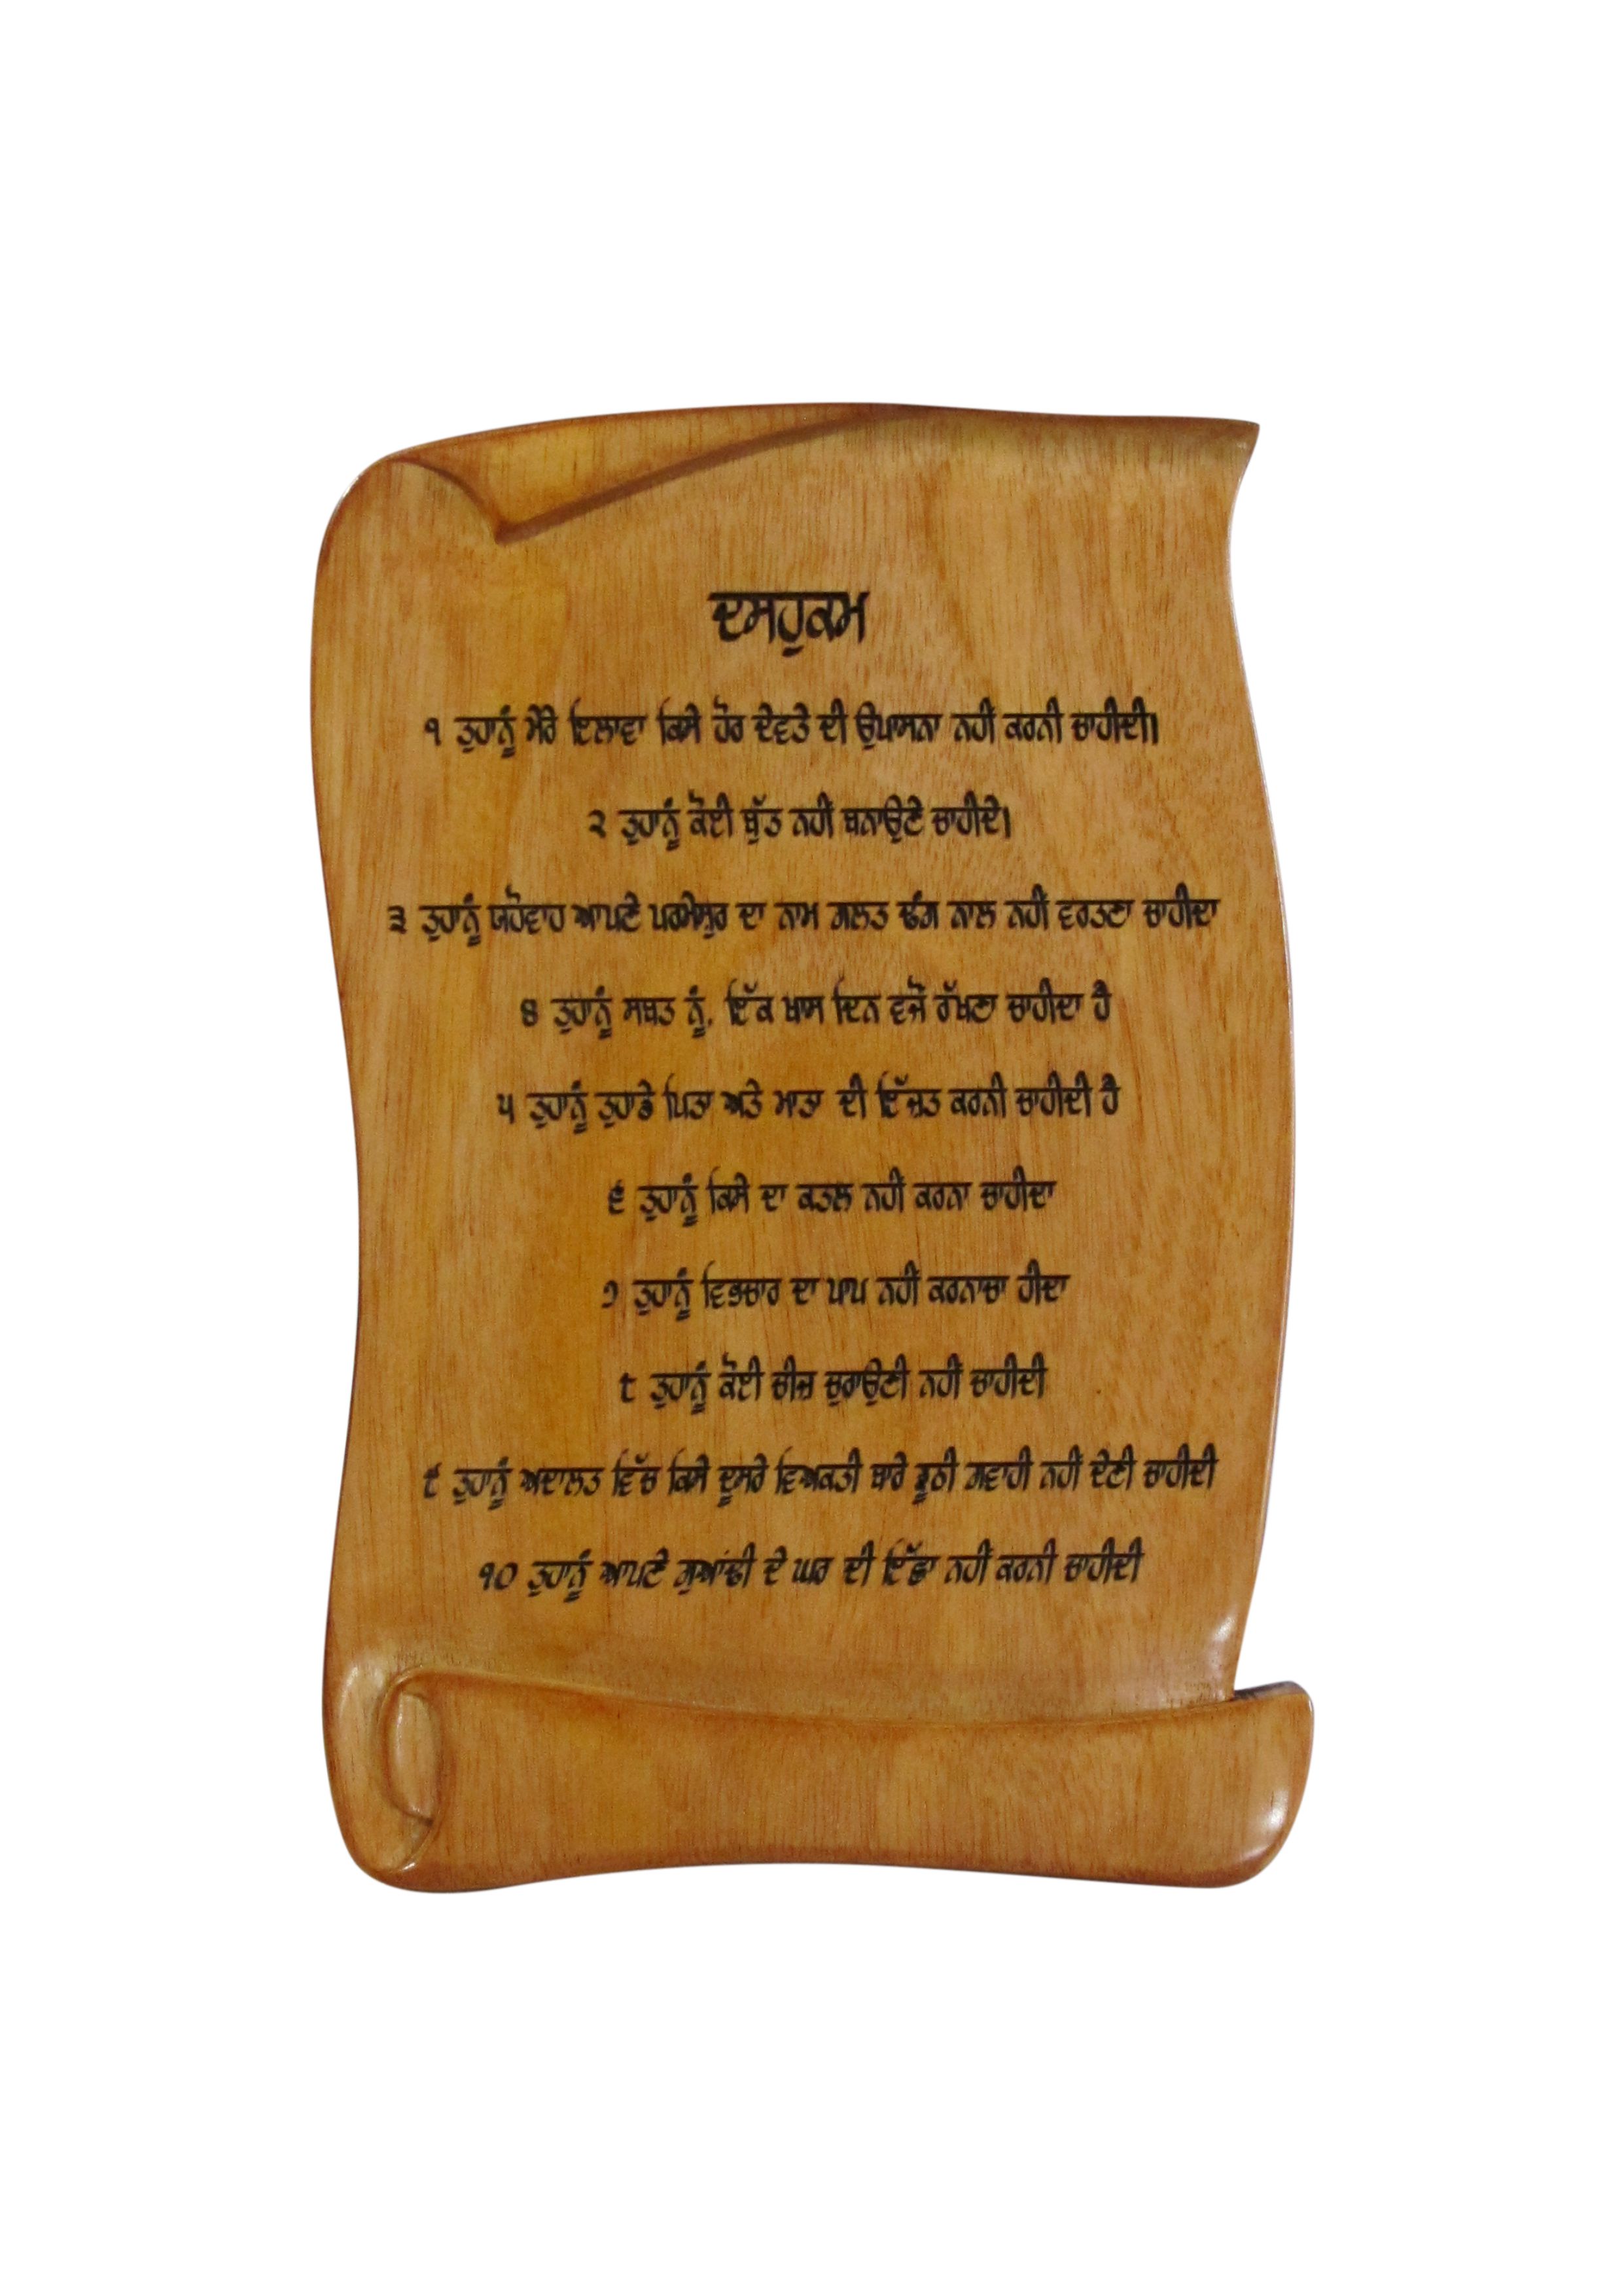 ਦਸਹੁਕਮ
੧ ਤੁਹਾਨੂੰ ਮੇਰੇ ਇਲਾਵਾ ਕਿਸੇ ਹੋਰ ਦੇਵਤੇ ਦੀ ਉਪਾਸਨਾ ਨਹੀਂ ਕਰਨੀ ਚਾਹੀਦੀ।
੨ ਤੁਹਾਨੂੰ ਕੋਈ ਬੁੱਤ ਨਹੀਂ ਬਨਾਉਣੇ ਚਾਹੀਦੇ।
੩ ਤੁਹਾਨੂੰ ਯਹੋਵਾਹ ਆਪਣੇ ਪਰਮੇਸ਼ੁਰ ਦਾ ਨਾਮ ਗਲਤ ਢੰਗ ਨਾਲ ਨਹੀਂ ਵਰਤਣਾ ਚਾਹੀਦਾ
੪ ਤੁਹਾਨੂੰ ਸਬਤ ਨੂੰ, ਇੱਕ ਖਾਸ ਦਿਨ ਵਜੋਂ ਰੱਖਣਾ ਚਾਹੀਦਾ ਹੈ
੫ ਤੁਹਾਨੂੰ ਤੁਹਾਡੇ ਪਿਤਾ ਅਤੇ ਮਾਤਾ ਦੀ ਇੱਜ਼ਤ ਕਰਨੀ ਚਾਹੀਦੀ ਹੈ
੬ ਤੁਹਾਨੂੰ ਕਿਸੇ ਦਾ ਕਤਲ ਨਹੀਂ ਕਰਨਾ ਚਾਹੀਦਾ
੭ ਤੁਹਾਨੂੰ ਵਿਭਚਾਰ ਦਾ ਪਾਪ ਨਹੀਂ ਕਰਨਾਚਾ ਹੀਦਾ
੮ ਤੁਹਾਨੂੰ ਕੋਈ ਚੀਜ਼ ਚੁਰਾਉਣੀ ਨਹੀਂ ਚਾਹੀਦੀ
੯ ਤੁਹਾਨੂੰ ਅਦਾਲਤ ਵਿੱਚ ਕਿਸੇ ਦੂਸਰੇ ਵਿਅਕਤੀ ਬਾਰੇ ਝੂਠੀ ਗਵਾਹੀ ਨਹੀਂ ਦੇਣੀ ਚਾਹੀਦੀ
੧੦ ਤੁਹਾਨੂੰ ਆਪਣੇ ਗੁਆਂਢੀ ਦੇ ਘਰ ਦੀ ਇੱਛਾ ਨਹੀਂ ਕਰਨੀ ਚਾਹੀਦੀ